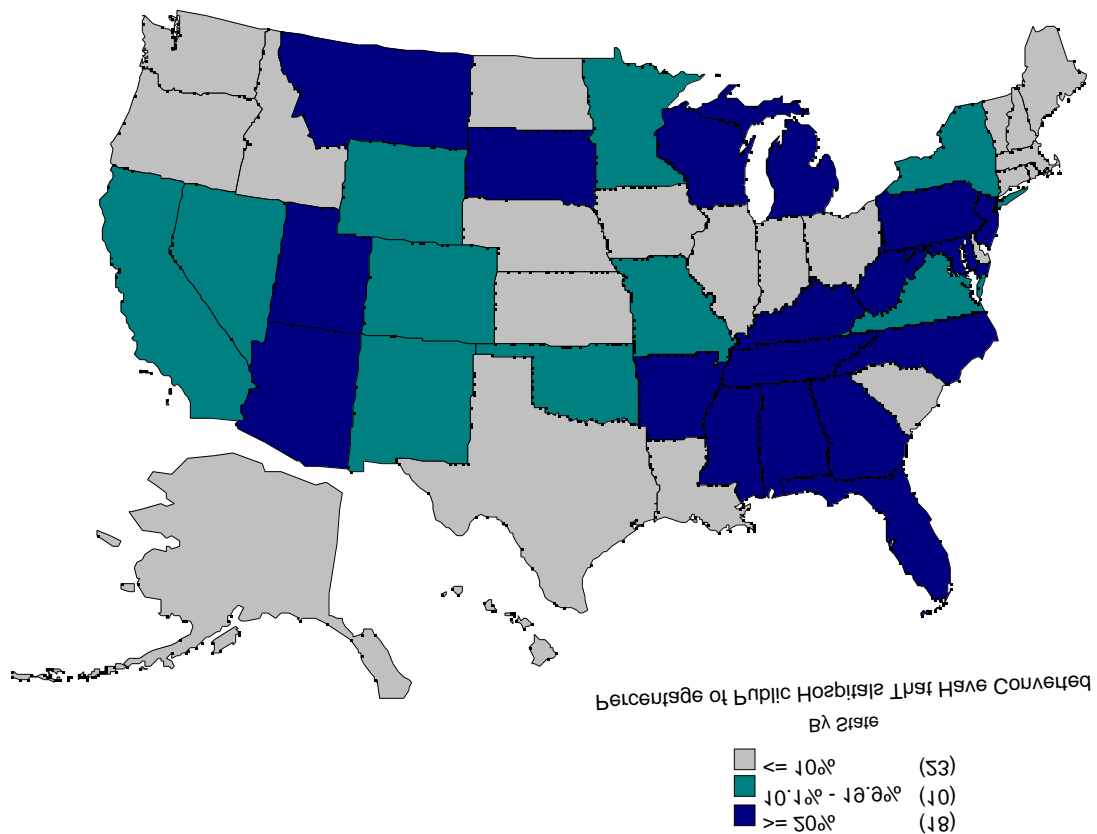 Percentage of Public Hospitals That Have Converted
By State
<= 10% (23)
10.1% - 19.9% (10)
>= 20% (18)